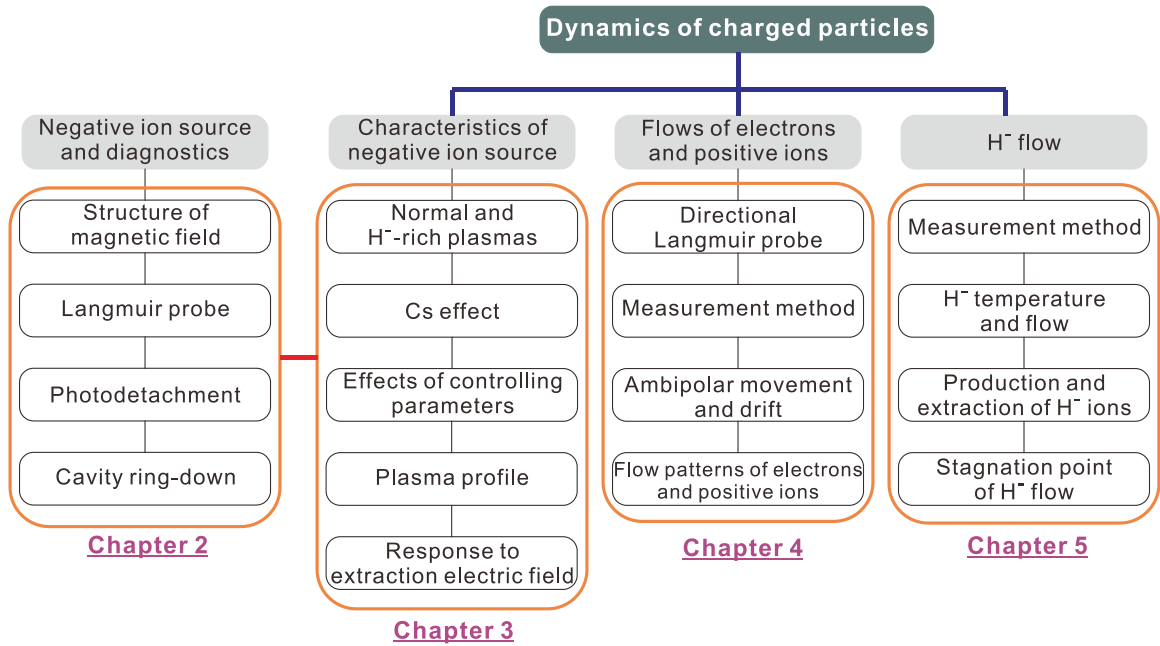 Dynamics of charged particles
Negative ion source
and diagnostics
Structure of
magnetic field
Langmuir probe
Photodetachment
Cavity ring-down
Chapter 2
Characteristics of
negative ion source
Normal and
H⁻-rich plasmas
Cs effect
Effects of controlling
parameters
Plasma profile
Response to
extraction electric field
Chapter 3
Flows of electrons
and positive ions
Directional
Langmuir probe
Measurement method
Ambipolar movement
and drift
Flow patterns of electrons
and positive ions
Chapter 4
H⁻ flow
Measurement method
H⁻ temperature
and flow
Production and
extraction of H⁻ ions
Stagnation point
of H⁻ flow
Chapter 5